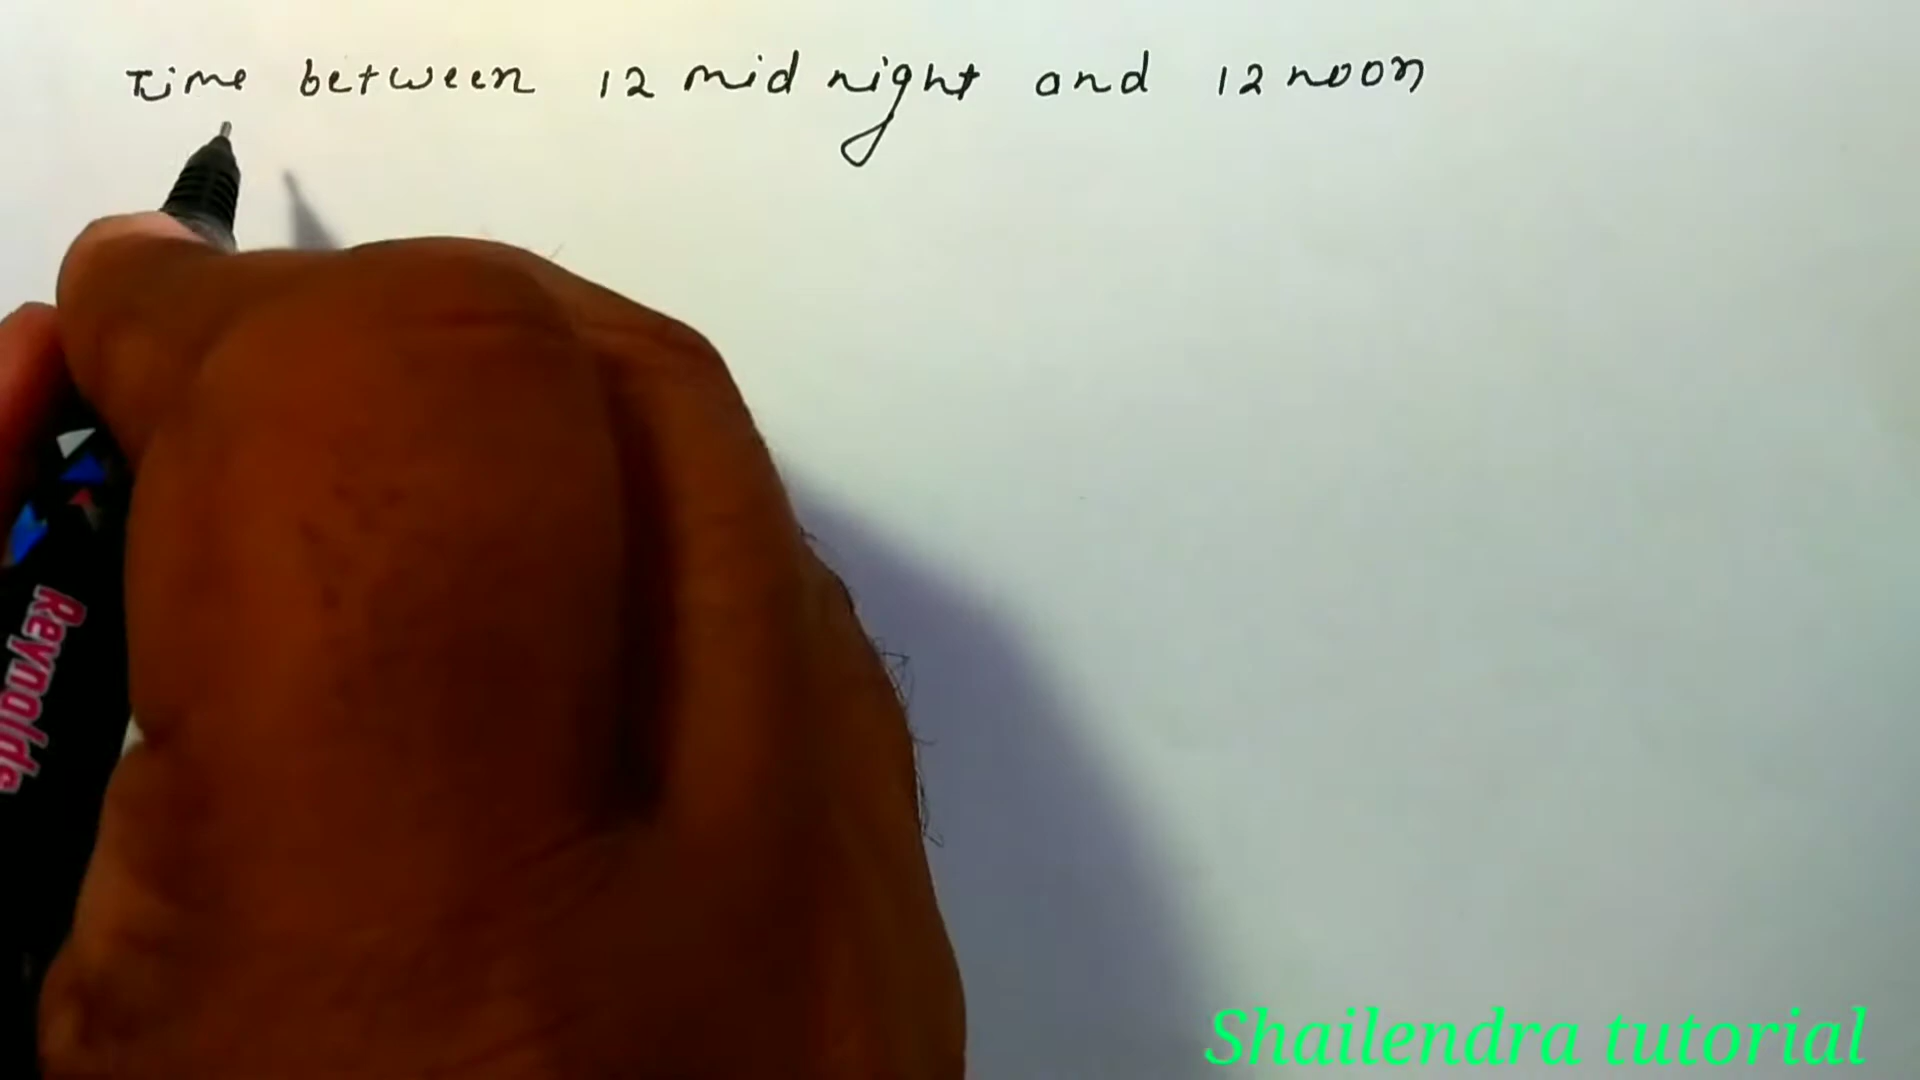 Time between 12 mid night and 12 noon
Reynolds
Shailendra tutorial